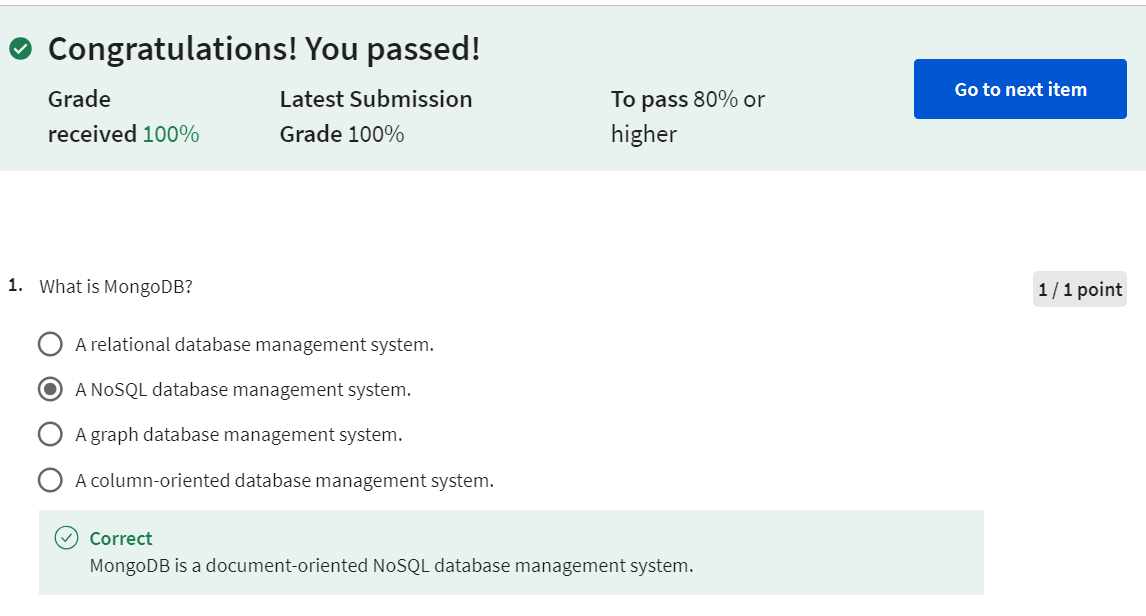 Congratulations! You passed!
Grade received 100%
Latest Submission Grade 100%
To pass 80% or higher
Go to next item
1. What is MongoDB?
1 / 1 point
A relational database management system.
A NoSQL database management system.
A graph database management system.
A column-oriented database management system.
Correct
MongoDB is a document-oriented NoSQL database management system.